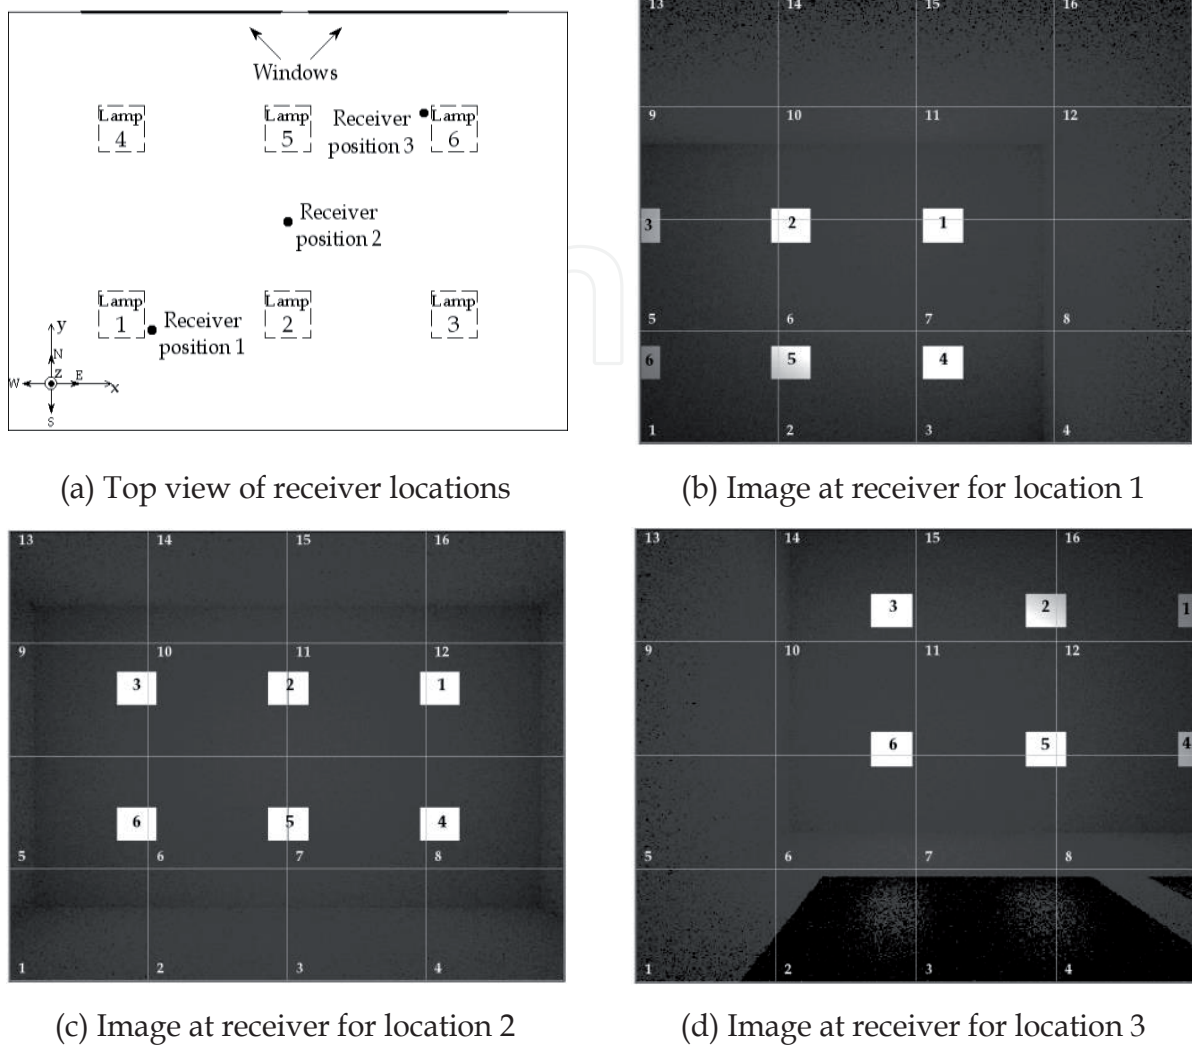 Windows
Lamp
4
Lamp
5
Receiver
position 3
Lamp
6
Receiver
position 2
Lamp
1
Receiver
position 1
Lamp
2
Lamp
3
y
N
W
z
E
x
S
(a) Top view of receiver locations
13 14 15 16
9 10 11 12
3 2 1
5 6 7 8
6 5 4
1 2 3 4
(b) Image at receiver for location 1
13 14 15 16
9 10 11 12
3 2 1
6 5 4
5 6 7 8
1 2 3 4
(c) Image at receiver for location 2
13 14 15 16
3 2 1
9 10 11 12
6 5 4
5 6 7 8
1 2 3 4
(d) Image at receiver for location 3